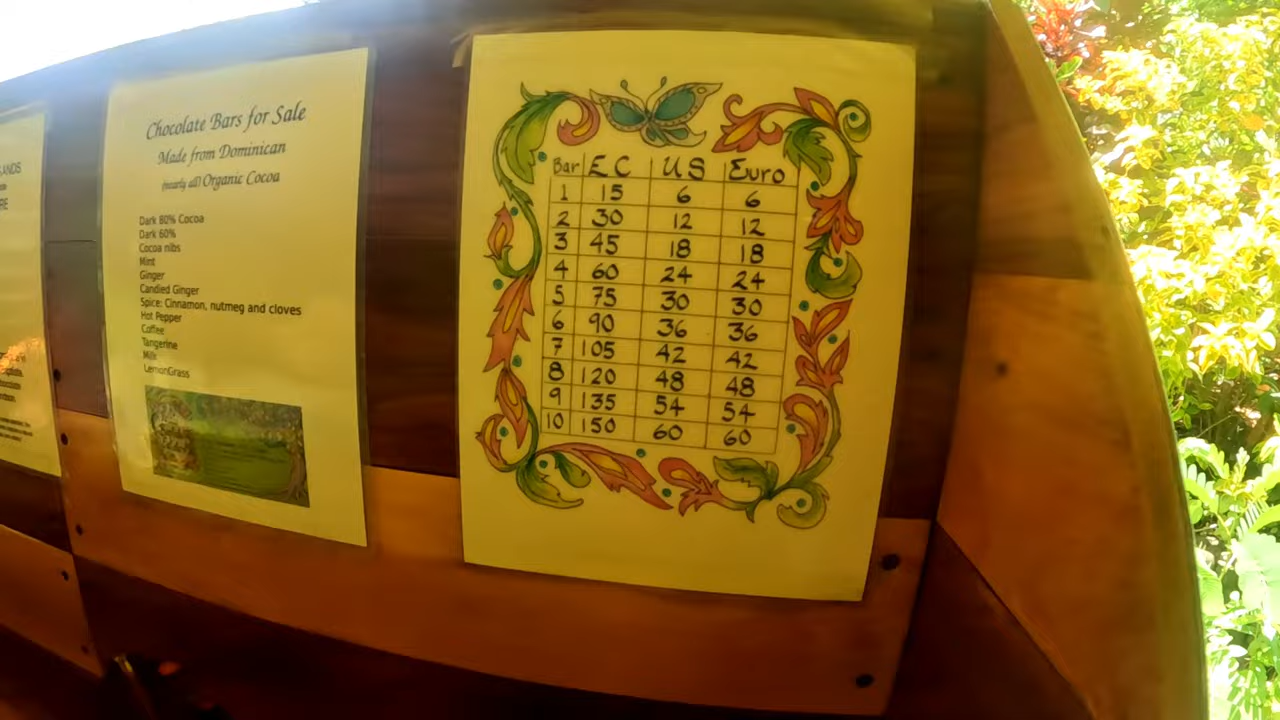 SANDS
RE
Chocolate Bars for Sale
Made from Dominican
(nearly all) Organic Cocoa
Dark 80% Cocoa
Dark 60%
Cocoa nibs
Mint
Ginger
Candied Ginger
Spice: Cinnamon, nutmeg and cloves
Hot Pepper
Coffee
Tangerine
Milk
LemonGrass
Bar EC US Euro
1 15 6 6
2 30 12 12
3 45 18 18
4 60 24 24
5 75 30 30
6 90 36 36
7 105 42 42
8 120 48 48
9 135 54 54
10 150 60 60